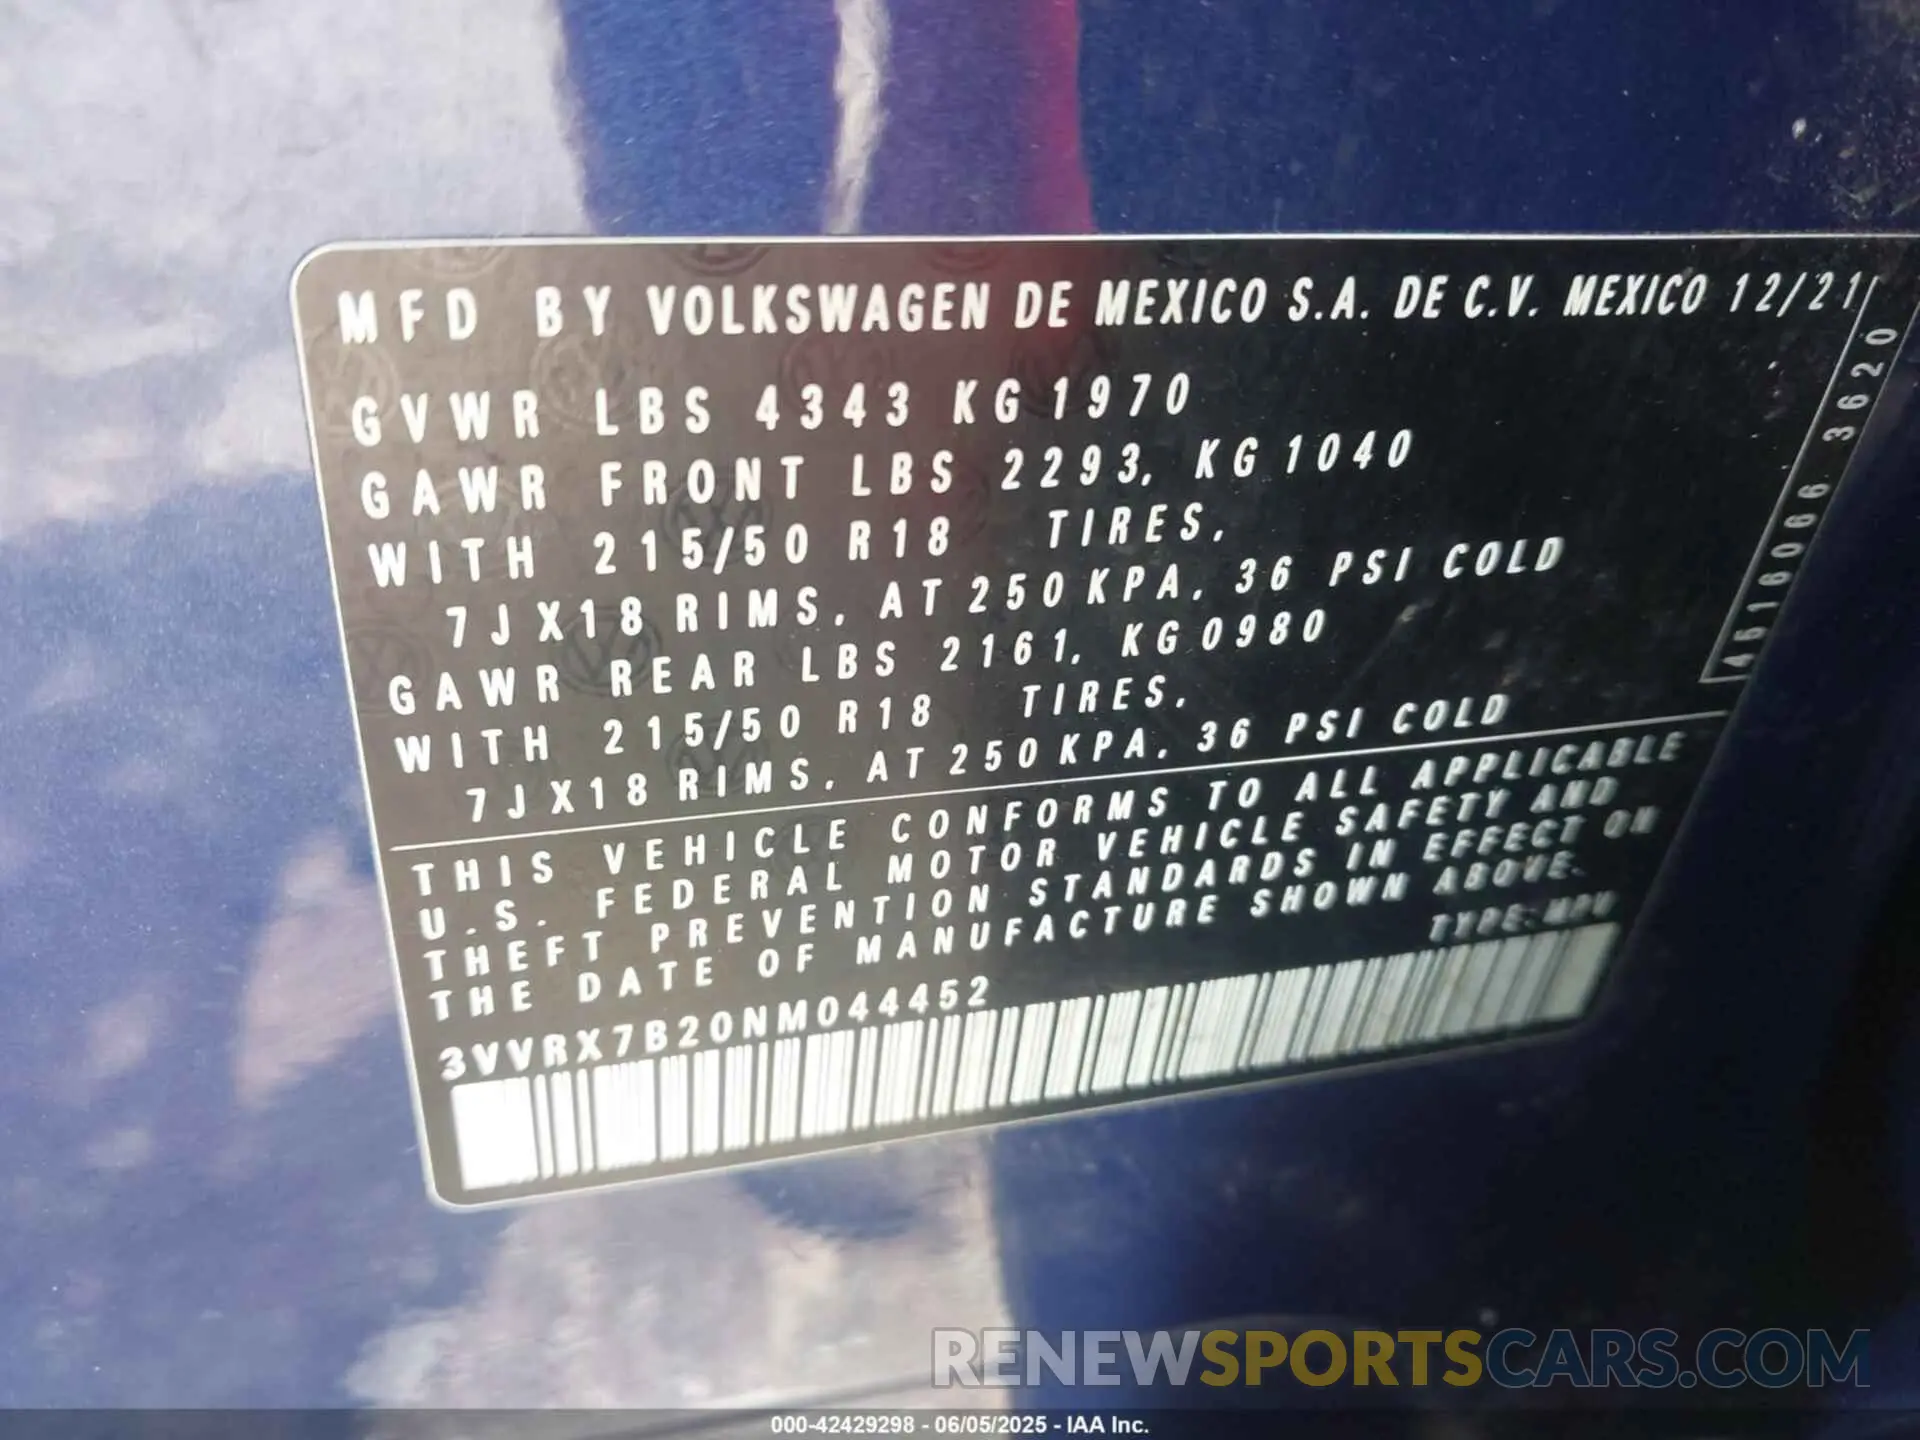 MFD BY VOLKSWAGEN DE MEXICO S.A. DE C.V. MEXICO 12/21
GVWR LBS 4343 KG 1970
GAWR FRONT LBS 2293, KG 1040
WITH 215/50 R18 TIRES,
7JX18 RIMS, AT 250 KPA, 36 PSI COLD
GAWR REAR LBS 2161, KG 0980
WITH 215/50 R18 TIRES,
7JX18 RIMS, AT 250 KPA, 36 PSI COLD
4516066 3620
THIS VEHICLE CONFORMS TO ALL APPLICABLE
U.S. FEDERAL MOTOR VEHICLE SAFETY AND
THEFT PREVENTION STANDARDS IN EFFECT ON
THE DATE OF MANUFACTURE SHOWN ABOVE.
3VVRX7B20NM044452
TYPE: MPV
RENEWSPORTSCARS.COM
000-42429298 - 06/05/2025 - IAA Inc.